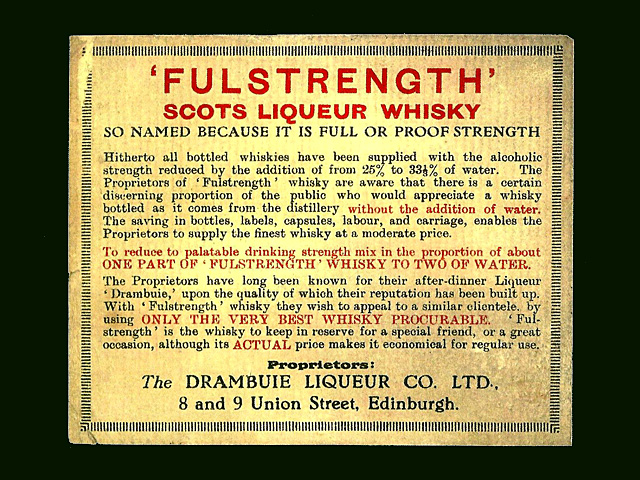 ‘FULSTRENGTH’
SCOTS LIQUEUR WHISKY
SO NAMED BECAUSE IT IS FULL OR PROOF STRENGTH
Hitherto all bottled whiskies have been supplied with the alcoholic
strength reduced by the addition of from 25% to 33⅓% of water. The
Proprietors of ‘Fulstrength’ whisky are aware that there is a certain
discerning proportion of the public who would appreciate a whisky
bottled as it comes from the distillery without the addition of water.
The saving in bottles, labels, capsules, labour, and carriage, enables the
Proprietors to supply the finest whisky at a moderate price.
To reduce to palatable drinking strength mix in the proportion of about
ONE PART OF ‘FULSTRENGTH’ WHISKY TO TWO OF WATER.
The Proprietors have long been known for their after-dinner Liqueur
‘Drambuie,’ upon the quality of which their reputation has been built up.
With ‘Fulstrength’ whisky they wish to appeal to a similar clientele, by
using ONLY THE VERY BEST WHISKY PROCURABLE. ‘Ful-
strength’ is the whisky to keep in reserve for a special friend, or a great
occasion, although its ACTUAL price makes it economical for regular use.
Proprietors:
The DRAMBUIE LIQUEUR CO. LTD.,
8 and 9 Union Street, Edinburgh.